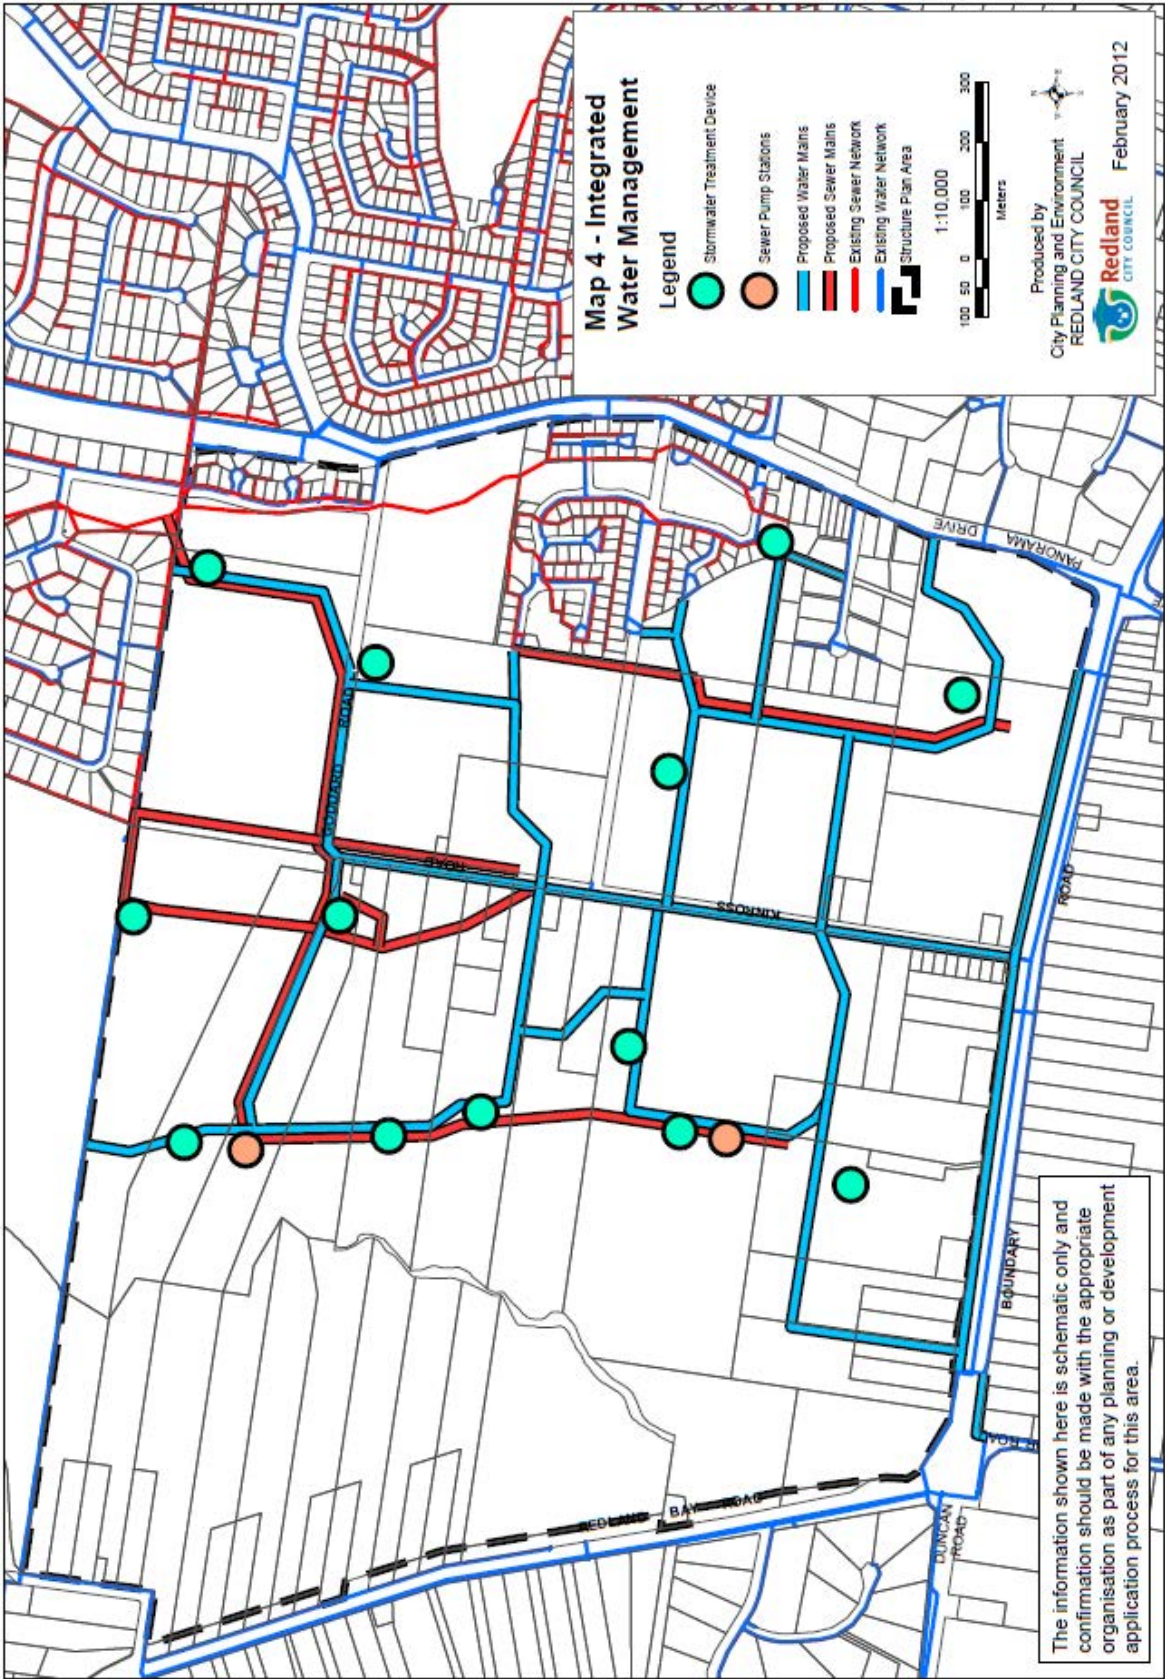 Map 4 - Integrated
Water Management
Legend
Stormwater Treatment Device
Sewer Pump Stations
Proposed Water Mains
Proposed Sewer Mains
Existing Sewer Network
Existing Water Network
Structure Plan Area
1:10,000
100 50 0 100 200 300
Meters
Produced by
City Planning and Environment
REDLAND CITY COUNCIL
Redland
CITY COUNCIL
February 2012
N
PANORAMA
DRIVE
GODDARD ROAD
ROAD
KINROSS
ROAD
BOUNDARY
REDLAND BAY ROAD
DUNCAN
ROAD
The information shown here is schematic only and
confirmation should be made with the appropriate
organisation as part of any planning or development
application process for this area.